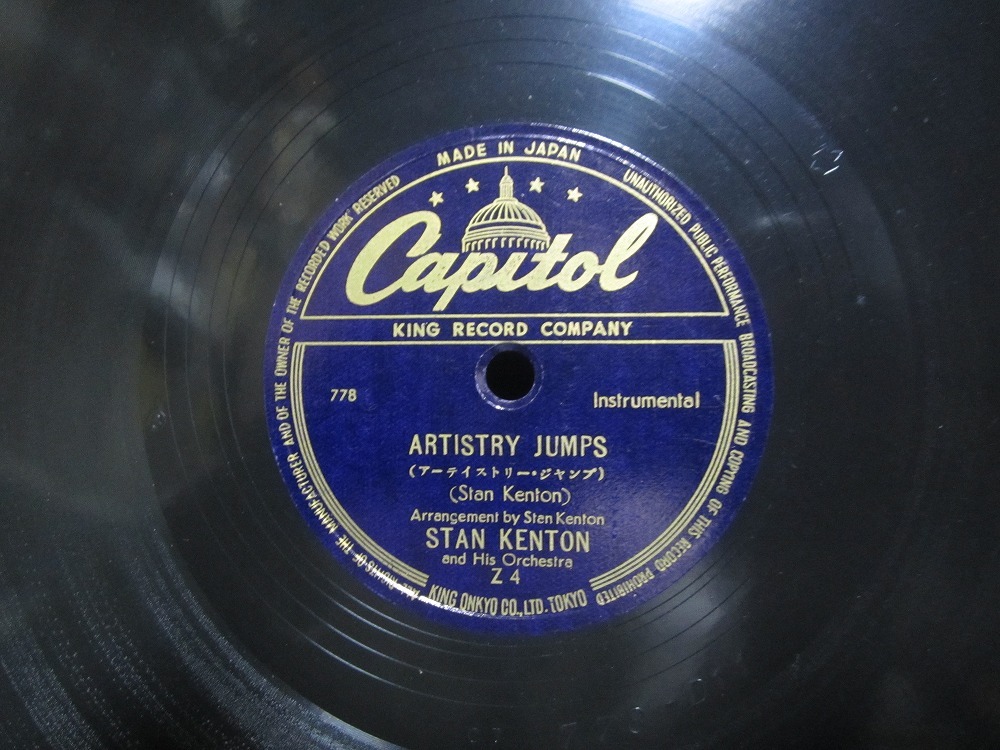 MADE IN JAPAN
Capitol
KING RECORD COMPANY
778
Instrumental
ARTISTRY JUMPS
(アーテイストリー・ジャンプ)
(Stan Kenton)
Arrangement by Stan Kenton
STAN KENTON
and His Orchestra
Z 4
KING ONKYO CO., LTD. TOKYO
ALL RIGHTS OF THE MANUFACTURER AND OF THE OWNER OF THE RECORDED WORK RESERVED
UNAUTHORIZED PUBLIC PERFORMANCE BROADCASTING AND COPYING OF THIS RECORD PROHIBITED